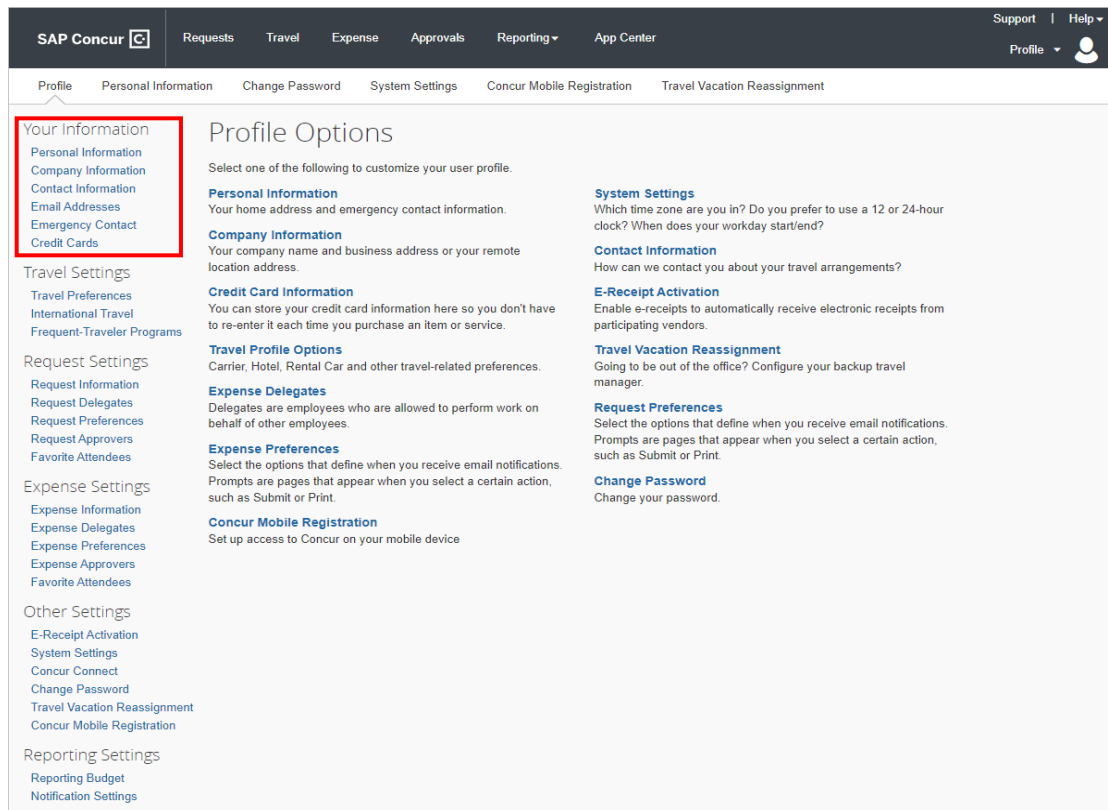 Support | Help
SAP Concur Requests Travel Expense Approvals Reporting App Center
Profile
Profile Personal Information Change Password System Settings Concur Mobile Registration Travel Vacation Reassignment
Your Information
Personal Information
Company Information
Contact Information
Email Addresses
Emergency Contact
Credit Cards
Travel Settings
Travel Preferences
International Travel
Frequent-Traveler Programs
Request Settings
Request Information
Request Delegates
Request Preferences
Request Approvers
Favorite Attendees
Expense Settings
Expense Information
Expense Delegates
Expense Preferences
Expense Approvers
Favorite Attendees
Other Settings
E-Receipt Activation
System Settings
Concur Connect
Change Password
Travel Vacation Reassignment
Concur Mobile Registration
Reporting Settings
Reporting Budget
Notification Settings
Profile Options
Select one of the following to customize your user profile.
Personal Information
Your home address and emergency contact information.
Company Information
Your company name and business address or your remote
location address.
Credit Card Information
You can store your credit card information here so you don't have
to re-enter it each time you purchase an item or service.
Travel Profile Options
Carrier, Hotel, Rental Car and other travel-related preferences.
Expense Delegates
Delegates are employees who are allowed to perform work on
behalf of other employees.
Expense Preferences
Select the options that define when you receive email notifications.
Prompts are pages that appear when you select a certain action,
such as Submit or Print.
Concur Mobile Registration
Set up access to Concur on your mobile device
System Settings
Which time zone are you in? Do you prefer to use a 12 or 24-hour
clock? When does your workday start/end?
Contact Information
How can we contact you about your travel arrangements?
E-Receipt Activation
Enable e-receipts to automatically receive electronic receipts from
participating vendors.
Travel Vacation Reassignment
Going to be out of the office? Configure your backup travel
manager.
Request Preferences
Select the options that define when you receive email notifications.
Prompts are pages that appear when you select a certain action,
such as Submit or Print.
Change Password
Change your password.